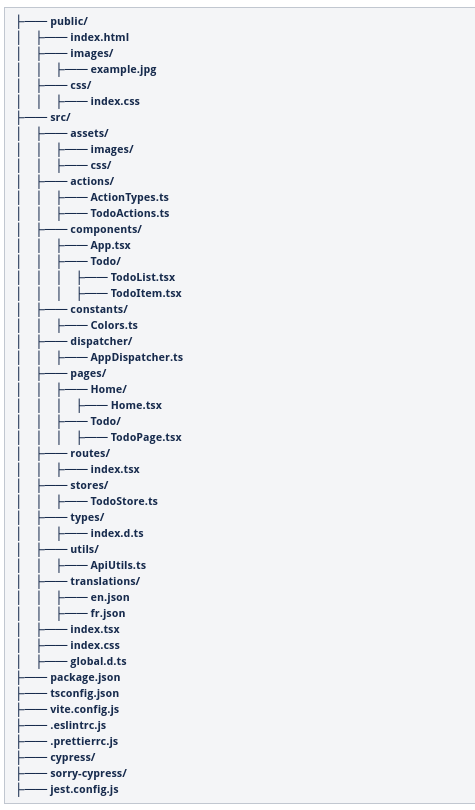 ├── public/
│   ├── index.html
│   ├── images/
│   │   ├── example.jpg
│   ├── css/
│   │   ├── index.css
├── src/
│   ├── assets/
│   │   ├── images/
│   │   ├── css/
│   ├── actions/
│   │   ├── ActionTypes.ts
│   │   ├── TodoActions.ts
│   ├── components/
│   │   ├── App.tsx
│   │   ├── Todo/
│   │   │   ├── TodoList.tsx
│   │   │   ├── TodoItem.tsx
│   ├── constants/
│   │   ├── Colors.ts
│   ├── dispatcher/
│   │   ├── AppDispatcher.ts
│   ├── pages/
│   │   ├── Home/
│   │   │   ├── Home.tsx
│   │   ├── Todo/
│   │   │   ├── TodoPage.tsx
│   ├── routes/
│   │   ├── index.tsx
│   ├── stores/
│   │   ├── TodoStore.ts
│   ├── types/
│   │   ├── index.d.ts
│   ├── utils/
│   │   ├── ApiUtils.ts
│   ├── translations/
│   │   ├── en.json
│   │   ├── fr.json
│   ├── index.tsx
│   ├── index.css
│   ├── global.d.ts
├── package.json
├── tsconfig.json
├── vite.config.js
├── .eslintrc.js
├── .prettierrc.js
├── cypress/
├── sorry-cypress/
├── jest.config.js